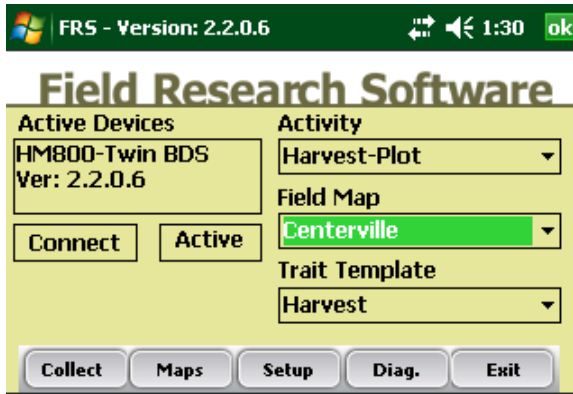 FRS - Version: 2.2.0.6 1:30 ok
Field Research Software
Active Devices
HM800-Twin BDS
Ver: 2.2.0.6
Connect Active
Activity
Harvest-Plot
Field Map
Centerville
Trait Template
Harvest
Collect Maps Setup Diag. Exit